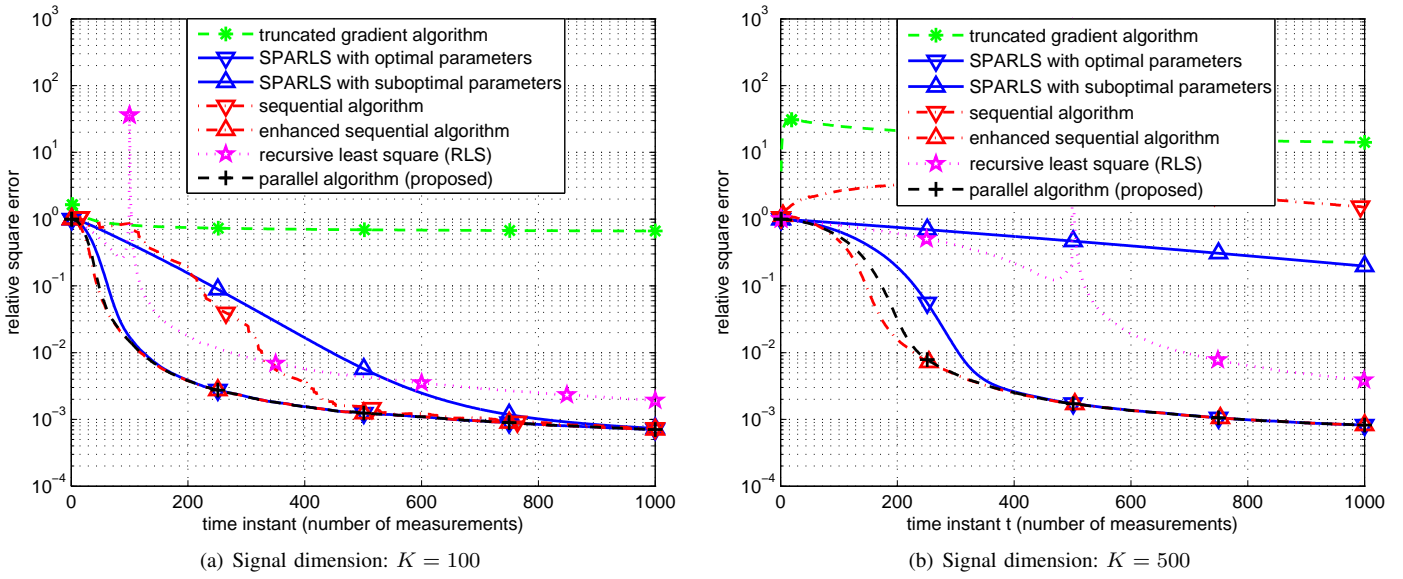 10^3
10^2
10^1
10^0
10^−1
10^−2
10^−3
10^−4
relative square error
truncated gradient algorithm
SPARLS with optimal parameters
SPARLS with suboptimal parameters
sequential algorithm
enhanced sequential algorithm
recursive least square (RLS)
parallel algorithm (proposed)
0 200 400 600 800 1000
time instant (number of measurements)
(a) Signal dimension: K = 100
10^3
10^2
10^1
10^0
10^−1
10^−2
10^−3
10^−4
relative square error
truncated gradient algorithm
SPARLS with optimal parameters
SPARLS with suboptimal parameters
sequential algorithm
enhanced sequential algorithm
recursive least square (RLS)
parallel algorithm (proposed)
0 200 400 600 800 1000
time instant t (number of measurements)
(b) Signal dimension: K = 500